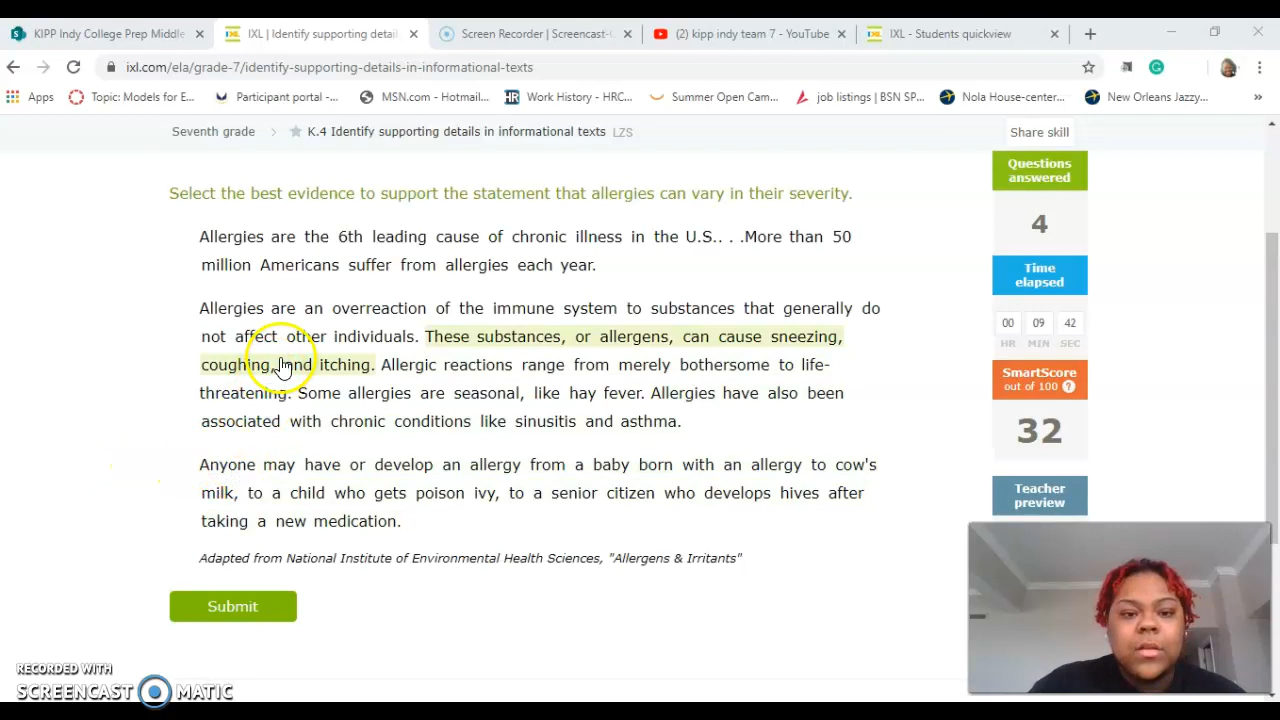 KIPP Indy College Prep Middle
IXL | Identify supporting detai
Screen Recorder | Screencast-
(2) kipp indy team 7 - YouTube
IXL - Students quickview
ixl.com/ela/grade-7/identify-supporting-details-in-informational-texts
Apps
Topic: Models for E...
Participant portal -...
MSN.com - Hotmail...
Work History - HRC...
Summer Open Cam...
job listings | BSN SP...
Nola House-center...
New Orleans Jazzy...
Seventh grade > K.4 Identify supporting details in informational texts LZS
Share skill
Select the best evidence to support the statement that allergies can vary in their severity.
Allergies are the 6th leading cause of chronic illness in the U.S.. . .More than 50
million Americans suffer from allergies each year.
Allergies are an overreaction of the immune system to substances that generally do
not affect other individuals. These substances, or allergens, can cause sneezing,
coughing, and itching. Allergic reactions range from merely bothersome to life-
threatening. Some allergies are seasonal, like hay fever. Allergies have also been
associated with chronic conditions like sinusitis and asthma.
Anyone may have or develop an allergy from a baby born with an allergy to cow's
milk, to a child who gets poison ivy, to a senior citizen who develops hives after
taking a new medication.
Adapted from National Institute of Environmental Health Sciences, "Allergens & Irritants"
Submit
Questions
answered
4
Time
elapsed
00 09 42
HR MIN SEC
SmartScore
out of 100 ?
32
Teacher
preview
RECORDED WITH
SCREENCAST MATIC